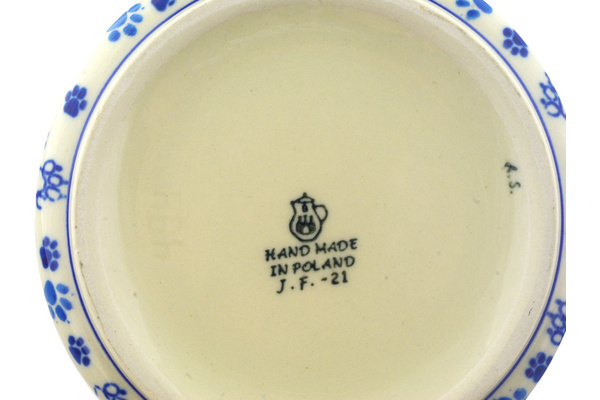 HAND MADE
IN POLAND
J.F.-21
A.S.